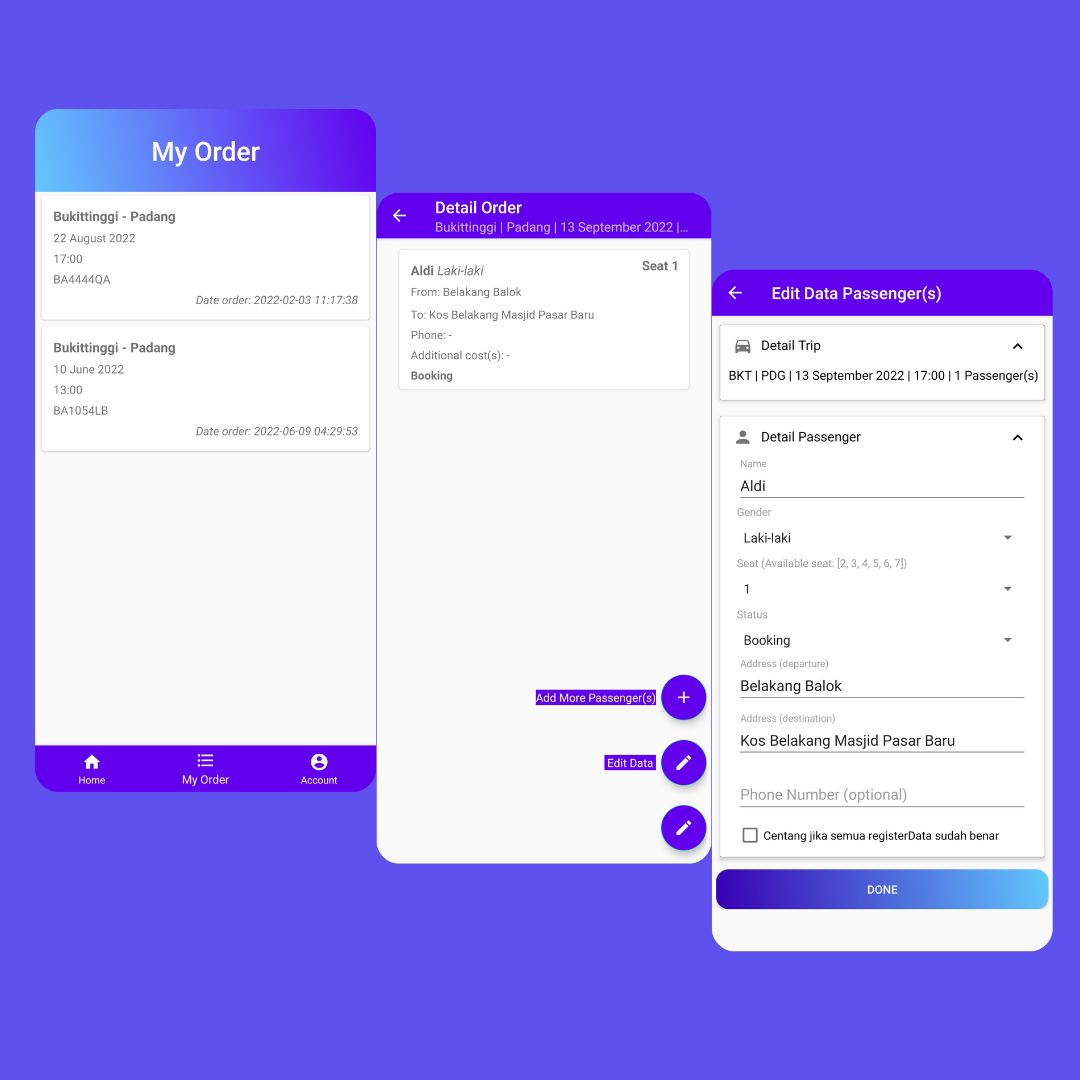 My Order
Bukittinggi - Padang
22 August 2022
17:00
BA4444QA
Date order: 2022-02-03 11:17:38
Bukittinggi - Padang
10 June 2022
13:00
BA1054LB
Date order: 2022-06-09 04:29:53
Home
My Order
Account
Detail Order
Bukittinggi | Padang | 13 September 2022 |...
Aldi Laki-laki
Seat 1
From: Belakang Balok
To: Kos Belakang Masjid Pasar Baru
Phone: -
Additional cost(s): -
Booking
Add More Passenger(s)
Edit Data
Edit Data Passenger(s)
Detail Trip
BKT | PDG | 13 September 2022 | 17:00 | 1 Passenger(s)
Detail Passenger
Name
Aldi
Gender
Laki-laki
Seat (Available seat: [2, 3, 4, 5, 6, 7])
1
Status
Booking
Address (departure)
Belakang Balok
Address (destination)
Kos Belakang Masjid Pasar Baru
Phone Number (optional)
Centang jika semua registerData sudah benar
DONE